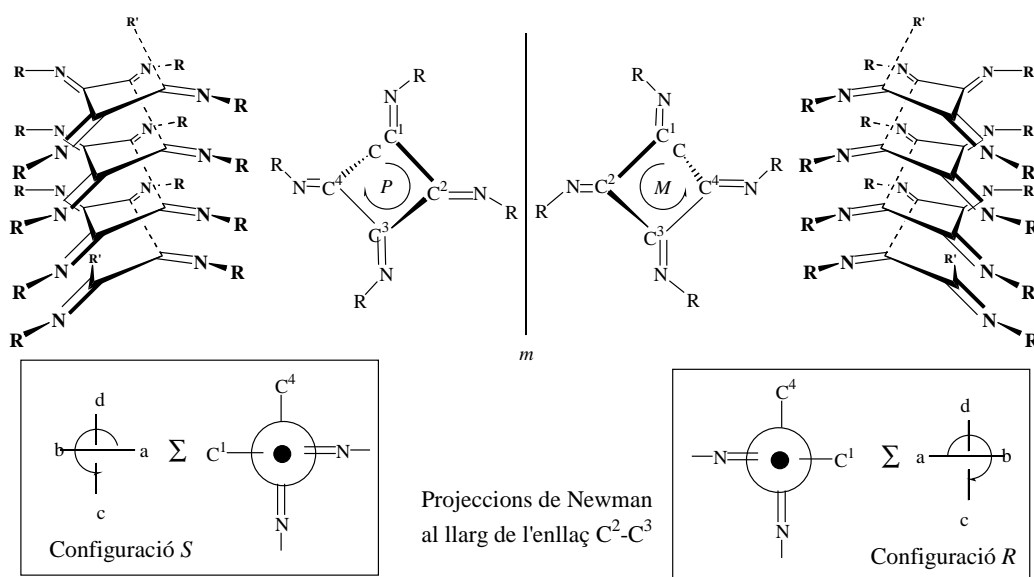 R'
R'
R N N R
N R
N
R N N R
N R
R N
R N N R
N R
R N
R'
N R
N
R
R
N
C¹
C
R N C⁴ P C² N R
C³
N
R
R
N
C¹
C
R N C² M C⁴ N R
C³
N
R
R N N R
R N
N
R N N R
R N
N R
R N N R
R N
N R
R'
R N
N
R
m
d
b a
c
Σ
C⁴
C¹ N
N
Configuració S
Projeccions de Newman
al llarg de l'enllaç C²-C³
C⁴
N C¹
N
Σ
d
a b
c
Configuració R